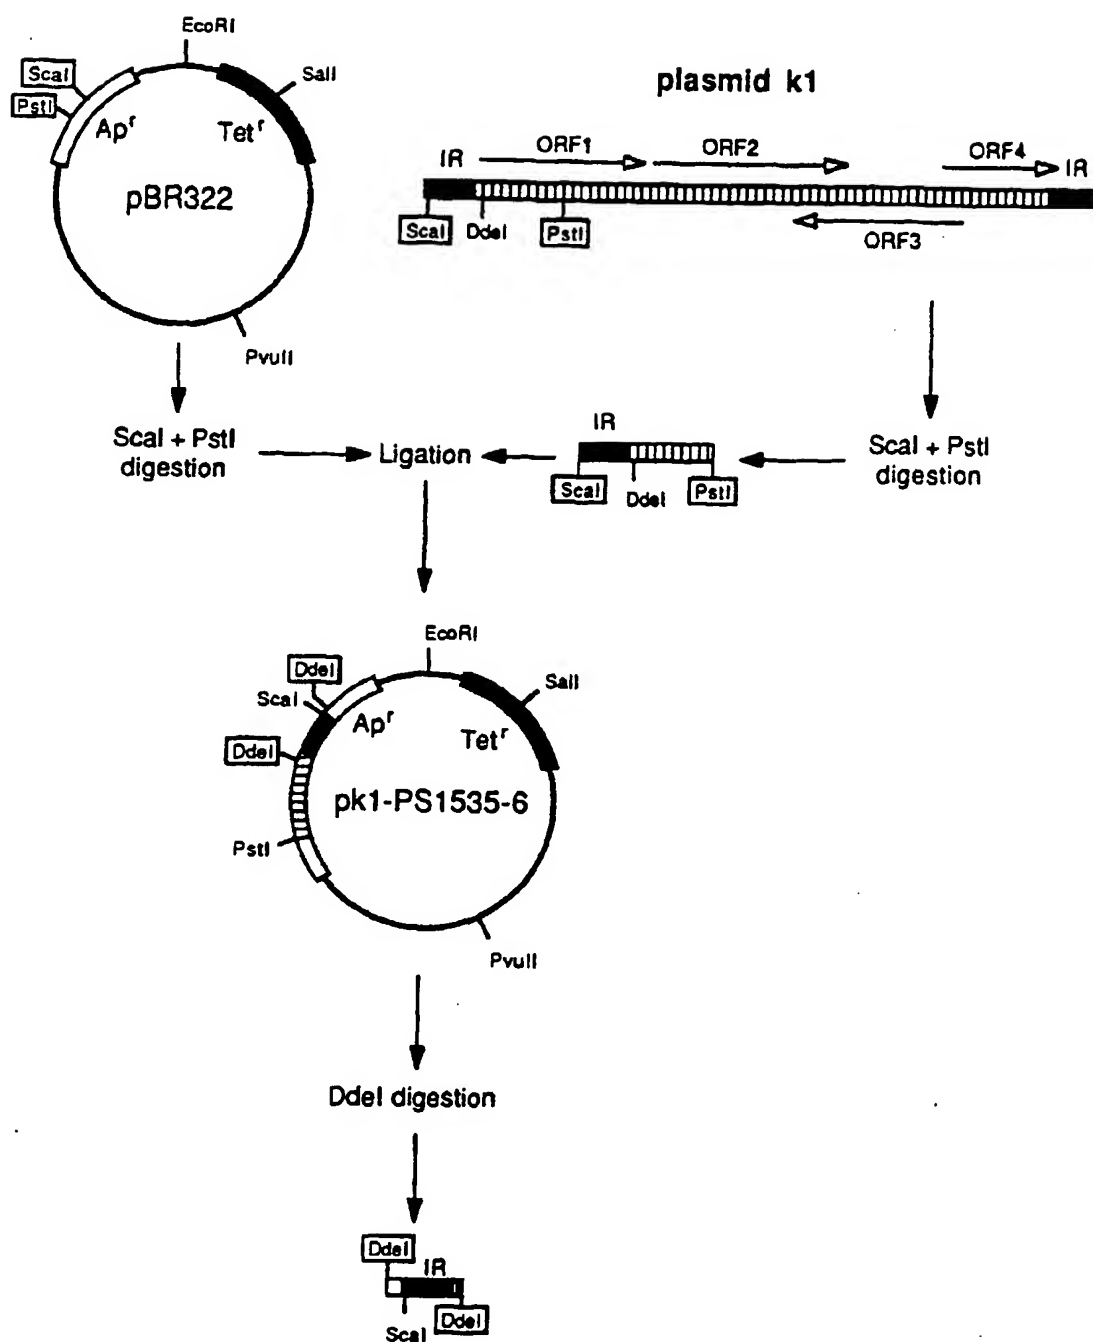 EcoRI
ScaI
SalI
PstI
Ap^r
Tet^r
pBR322
PvuII
plasmid k1
IR
ORF1
ORF2
ORF4
IR
ScaI
DdeI
PstI
ORF3
ScaI + PstI
digestion
Ligation
IR
ScaI
DdeI
PstI
ScaI + PstI
digestion
EcoRI
DdeI
ScaI
SalI
Ap^r
Tet^r
DdeI
pk1-PS1535-6
PstI
PvuII
DdeI digestion
DdeI
IR
ScaI
DdeI